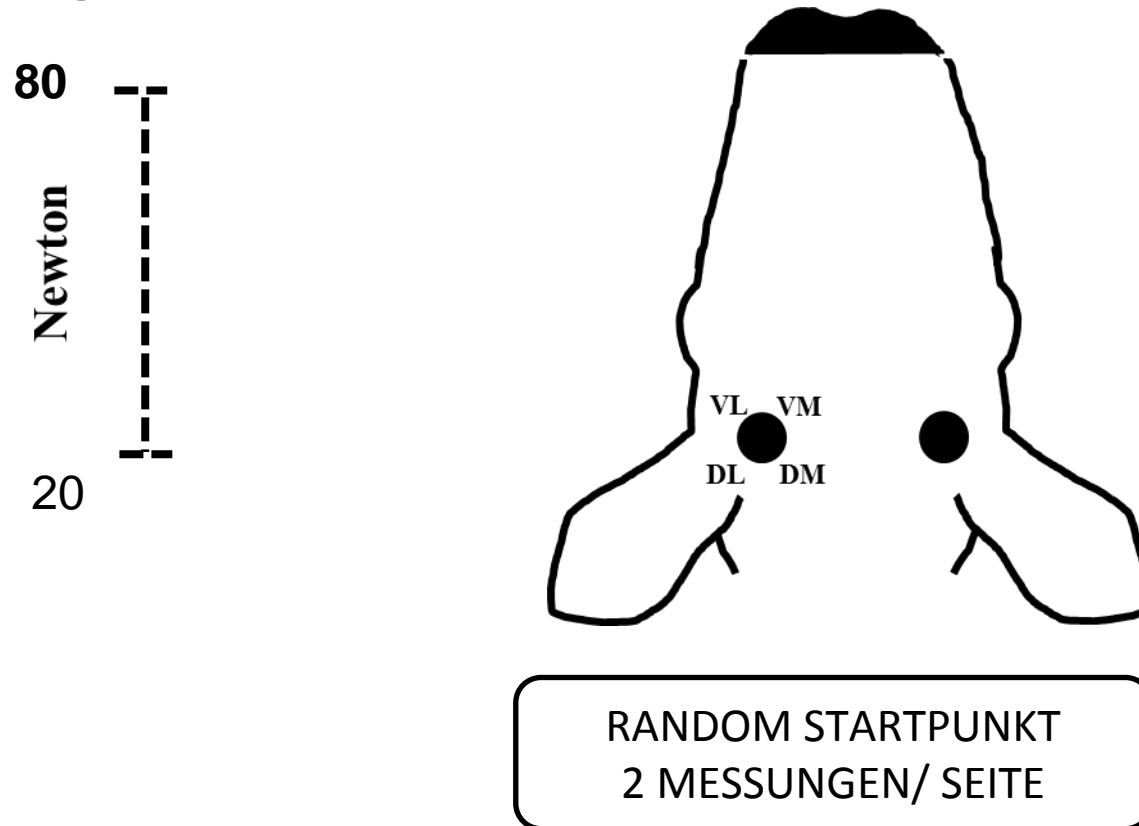 80
Newton
20
VL VM
DL DM
RANDOM STARTPUNKT
2 MESSUNGEN/ SEITE